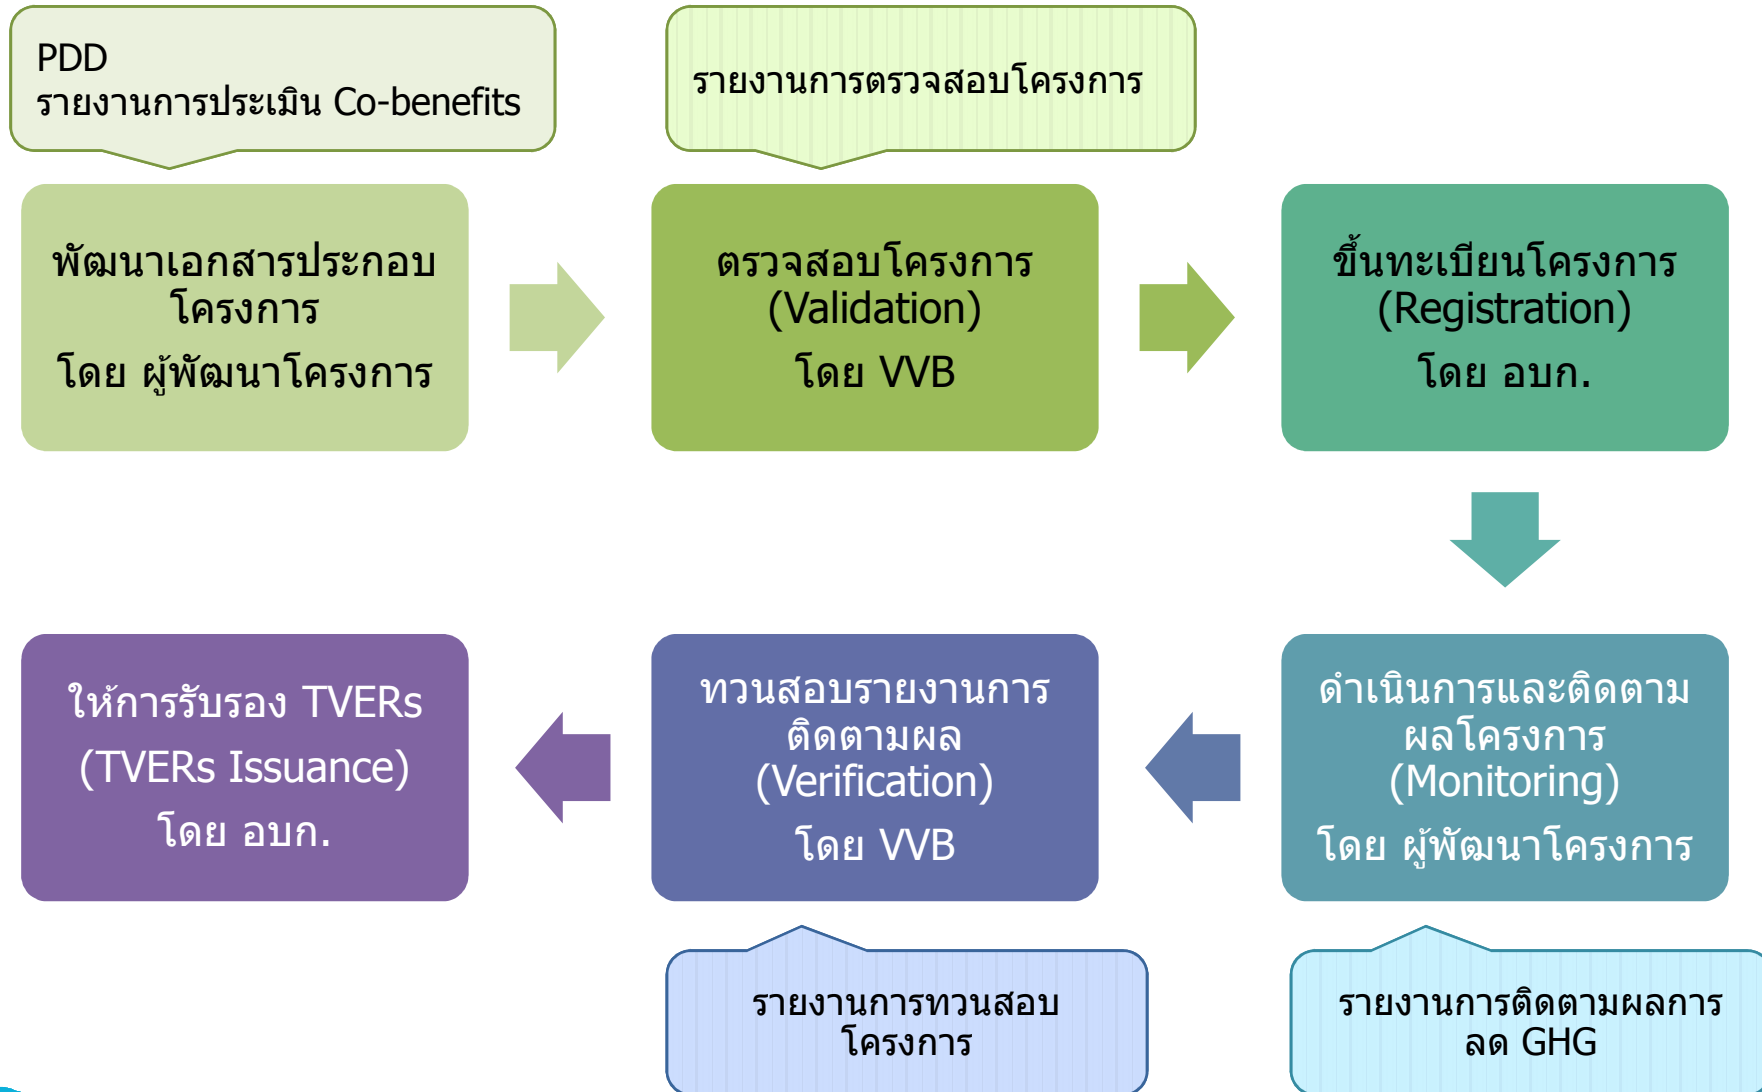 PDD
รายงานการประเมิน Co-benefits
รายงานการตรวจสอบโครงการ
พัฒนาเอกสารประกอบ
โครงการ
โดย ผู้พัฒนาโครงการ
ตรวจสอบโครงการ
(Validation)
โดย VVB
ขึ้นทะเบียนโครงการ
(Registration)
โดย อบก.
ดำเนินการและติดตาม
ผลโครงการ
(Monitoring)
โดย ผู้พัฒนาโครงการ
ทวนสอบรายงานการ
ติดตามผล
(Verification)
โดย VVB
ให้การรับรอง TVERs
(TVERs Issuance)
โดย อบก.
รายงานการทวนสอบ
โครงการ
รายงานการติดตามผลการ
ลด GHG